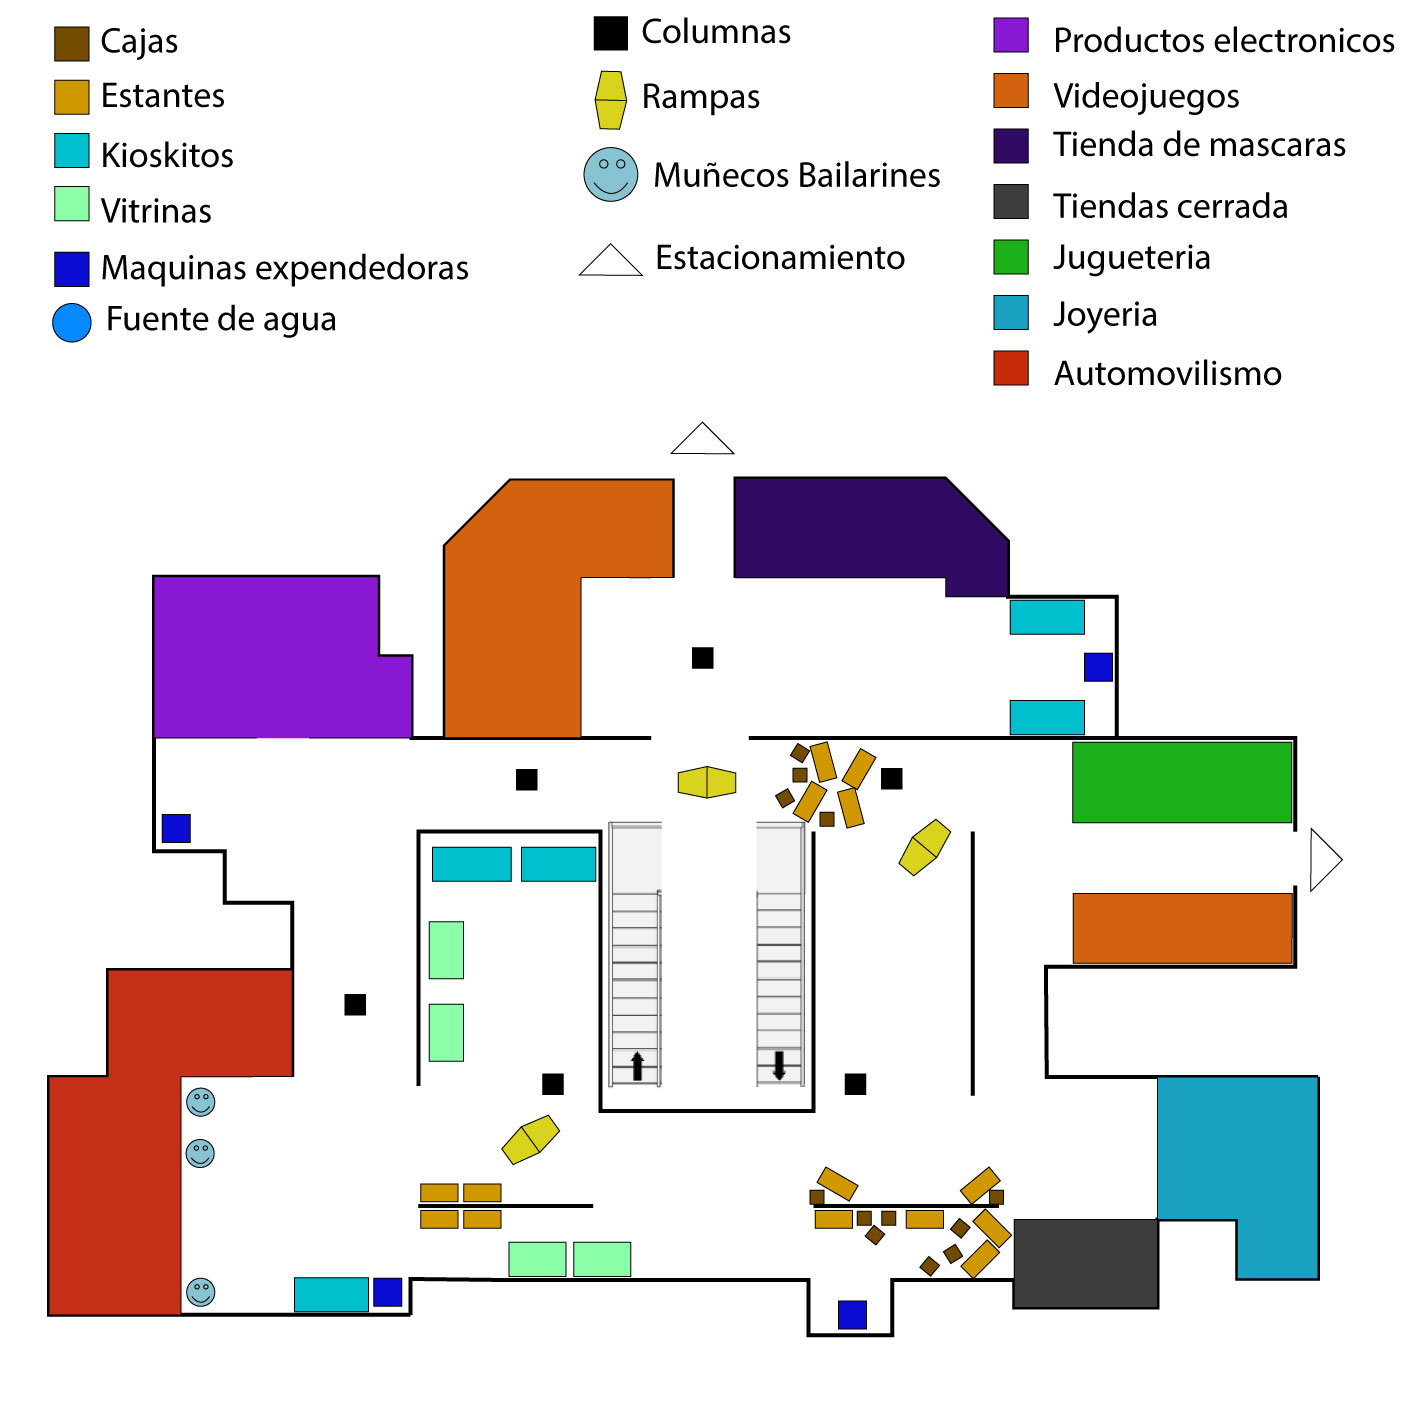 Cajas
Estantes
Kioskitos
Vitrinas
Maquinas expendedoras
Fuente de agua
Columnas
Rampas
Muñecos Bailarines
Estacionamiento
Productos electronicos
Videojuegos
Tienda de mascaras
Tiendas cerrada
Jugueteria
Joyeria
Automovilismo